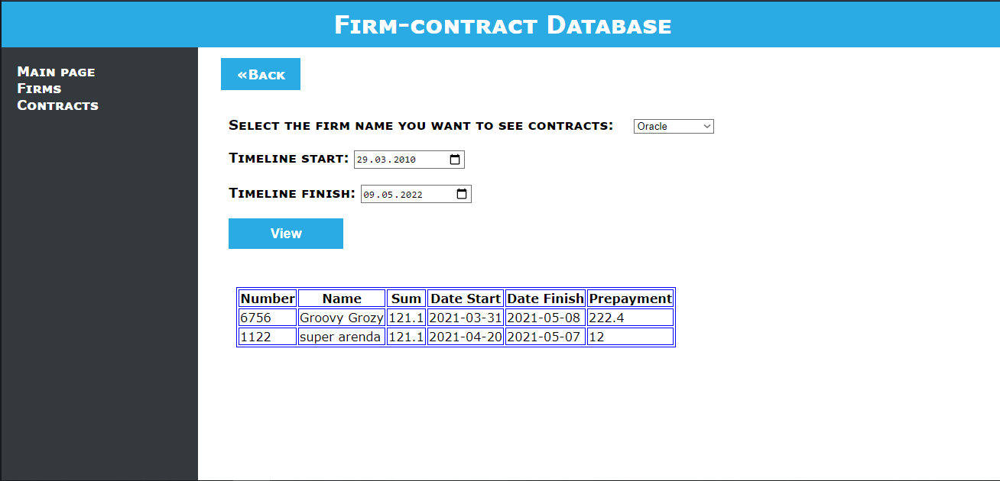 Firm-contract Database
Main page
Firms
Contracts
«Back
Select the firm name you want to see contracts: Oracle
Timeline start: 29.03.2010
Timeline finish: 09.05.2022
View
Number Name Sum Date Start Date Finish Prepayment
6756 Groovy Grozy 121.1 2021-03-31 2021-05-08 222.4
1122 super arenda 121.1 2021-04-20 2021-05-07 12